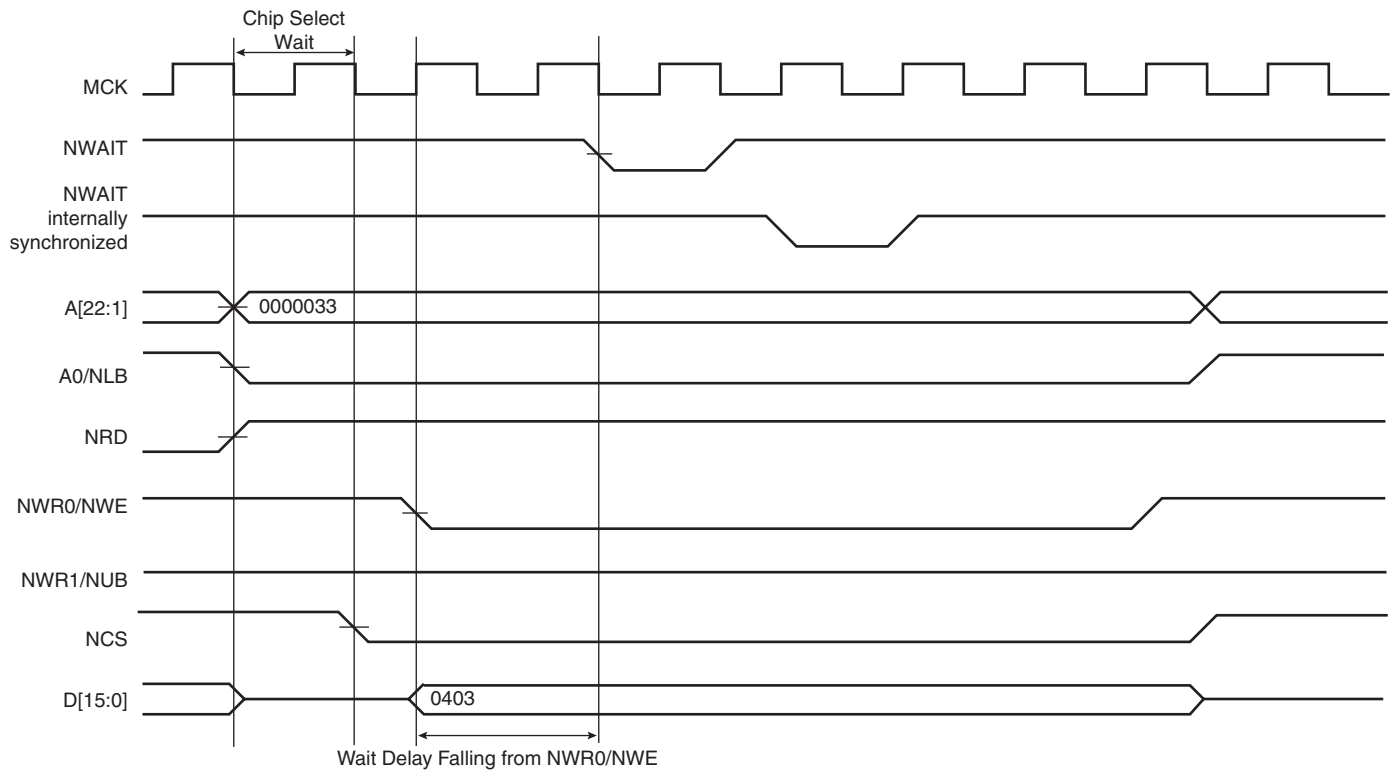 Chip Select
Wait
MCK
NWAIT
NWAIT
internally
synchronized
A[22:1]
0000033
A0/NLB
NRD
NWR0/NWE
NWR1/NUB
NCS
D[15:0]
0403
Wait Delay Falling from NWR0/NWE